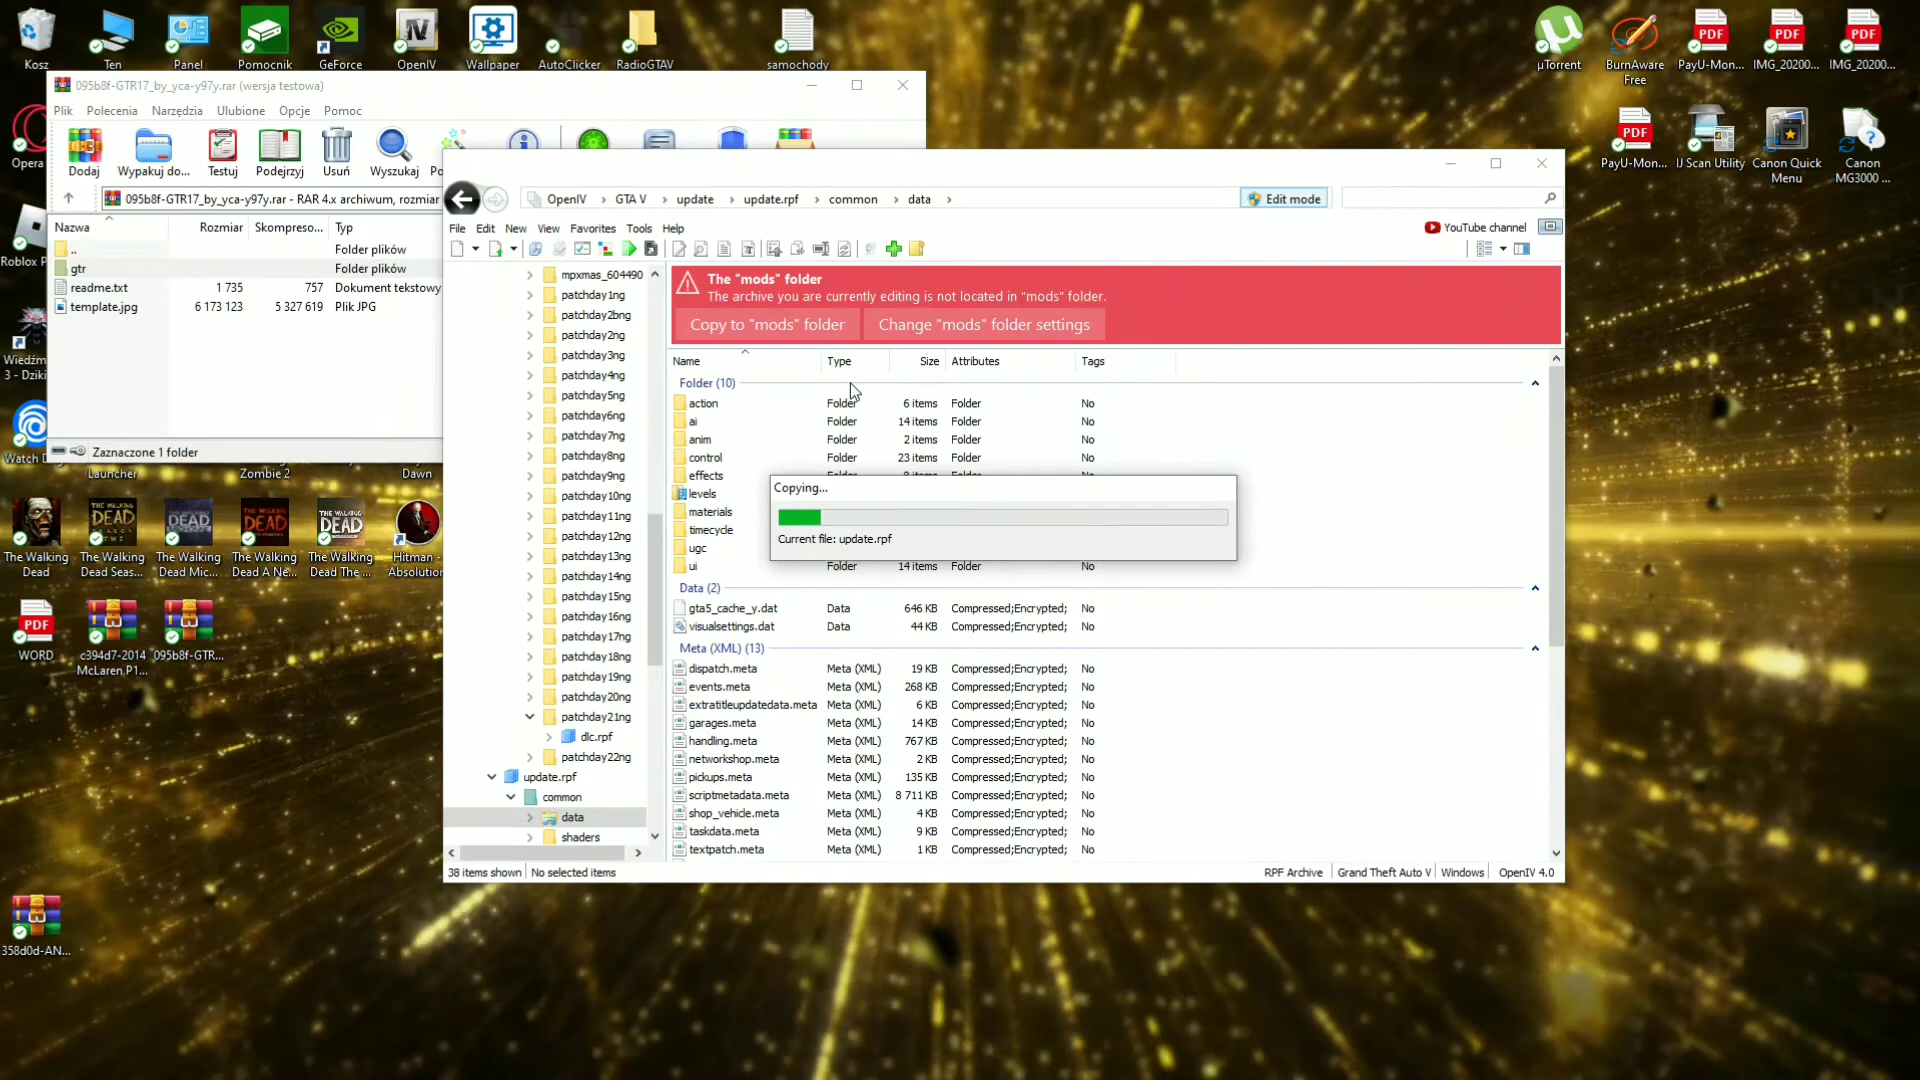 Kosz
Ten
Panel
Pomocnik
GeForce
OpenIV
Wallpaper
AutoClicker
RadioGTAV
samochody
µTorrent
BurnAware
Free
PayU-Mon...
IMG_20200...
IMG_20200...
PayU-Mon...
IJ Scan Utility
Canon Quick
Menu
Canon
MG3000 ...
095b8f-GTR17_by_yca-y97y.rar (wersja testowa)
Plik
Polecenia
Narzędzia
Ulubione
Opcje
Pomoc
Dodaj
Wypakuj do...
Testuj
Podejrzyj
Usuń
Wyszukaj
095b8f-GTR17_by_yca-y97y.rar - RAR 4.x archiwum, rozmiar
Nazwa
Rozmiar
Skompreso...
Typ
..
Folder plików
gtr
Folder plików
readme.txt
1 735
757
Dokument tekstowy
template.jpg
6 173 123
5 327 619
Plik JPG
Zaznaczone 1 folder
Opera
Roblox P
Wiedźmi
3 - Dziki
Watch D
Launcher
Zombie 2
Dawn
The Walking
Dead
The Walking
Dead Seas...
The Walking
Dead Mic...
The Walking
Dead A Ne...
The Walking
Dead The ...
Hitman -
Absolution
WORD
c394d7-2014
McLaren P1...
095b8f-GTR...
358d0d-AN...
OpenIV
GTA V
update
update.rpf
common
data
Edit mode
File
Edit
New
View
Favorites
Tools
Help
YouTube channel
mpxmas_604490
patchday1ng
patchday2bng
patchday2ng
patchday3ng
patchday4ng
patchday5ng
patchday6ng
patchday7ng
patchday8ng
patchday9ng
patchday10ng
patchday11ng
patchday12ng
patchday13ng
patchday14ng
patchday15ng
patchday16ng
patchday17ng
patchday18ng
patchday19ng
patchday20ng
patchday21ng
dlc.rpf
patchday22ng
update.rpf
common
data
shaders
The "mods" folder
The archive you are currently editing is not located in "mods" folder.
Copy to "mods" folder
Change "mods" folder settings
Name
Type
Size
Attributes
Tags
Folder (10)
action Folder 6 items Folder No
ai Folder 14 items Folder No
anim Folder 2 items Folder No
control Folder 23 items Folder No
effects
levels
materials
timecycle
ugc
ui Folder 14 items Folder No
Copying...
Current file: update.rpf
Data (2)
gta5_cache_y.dat Data 646 KB Compressed;Encrypted; No
visualsettings.dat Data 44 KB Compressed;Encrypted; No
Meta (XML) (13)
dispatch.meta Meta (XML) 19 KB Compressed;Encrypted; No
events.meta Meta (XML) 268 KB Compressed;Encrypted; No
extratitleupdatedata.meta Meta (XML) 6 KB Compressed;Encrypted; No
garages.meta Meta (XML) 14 KB Compressed;Encrypted; No
handling.meta Meta (XML) 767 KB Compressed;Encrypted; No
networkshop.meta Meta (XML) 2 KB Compressed;Encrypted; No
pickups.meta Meta (XML) 135 KB Compressed;Encrypted; No
scriptmetadata.meta Meta (XML) 8 711 KB Compressed;Encrypted; No
shop_vehicle.meta Meta (XML) 4 KB Compressed;Encrypted; No
taskdata.meta Meta (XML) 9 KB Compressed;Encrypted; No
textpatch.meta Meta (XML) 1 KB Compressed;Encrypted; No
38 items shown
No selected items
RPF Archive
Grand Theft Auto V
Windows
OpenIV 4.0